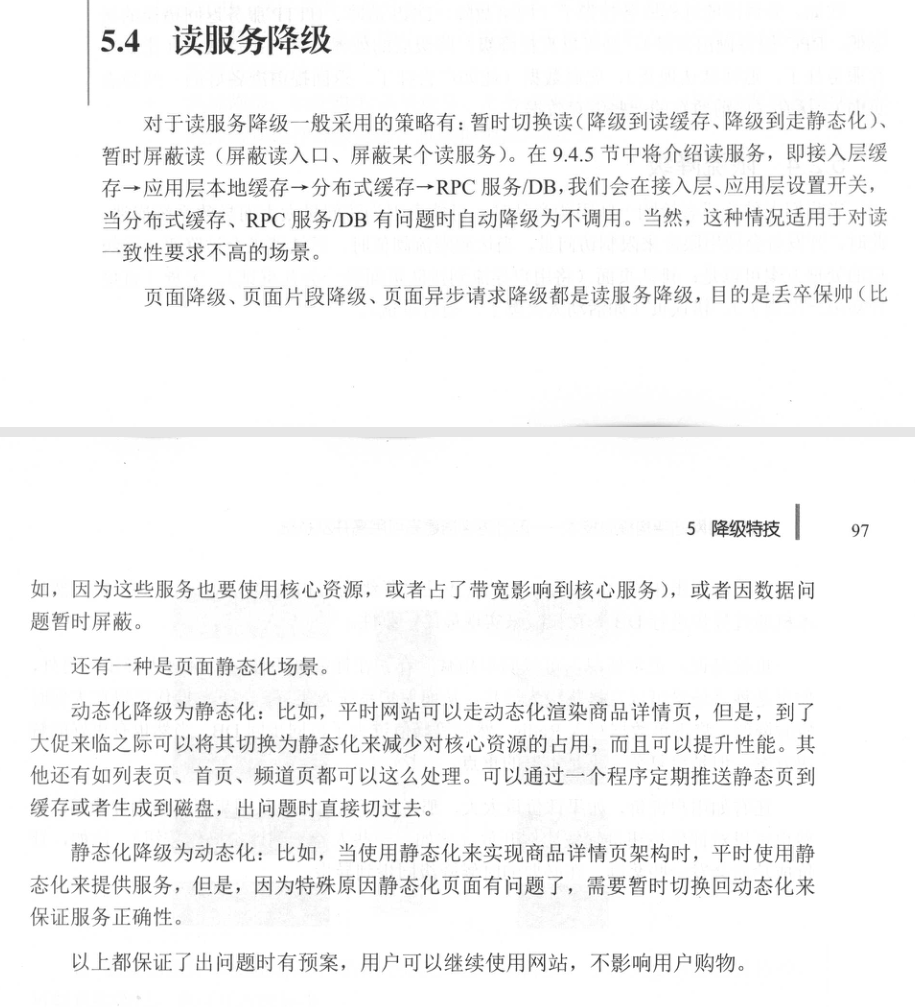 5.4 读服务降级
对于读服务降级一般采用的策略有：暂时切换读（降级到读缓存、降级到走静态化）、
暂时屏蔽读（屏蔽读入口、屏蔽某个读服务）。在 9.4.5 节中将介绍读服务，即接入层缓
存→应用层本地缓存→分布式缓存→RPC 服务/DB，我们会在接入层、应用层设置开关，
当分布式缓存、RPC 服务/DB 有问题时自动降级为不调用。当然，这种情况适用于对读
一致性要求不高的场景。
页面降级、页面片段降级、页面异步请求降级都是读服务降级，目的是丢卒保帅（比
5 降级特技 97
如，因为这些服务也要使用核心资源，或者占了带宽影响到核心服务），或者因数据问
题暂时屏蔽。
还有一种是页面静态化场景。
动态化降级为静态化：比如，平时网站可以走动态化渲染商品详情页，但是，到了
大促来临之际可以将其切换为静态化来减少对核心资源的占用，而且可以提升性能。其
他还有如列表页、首页、频道页都可以这么处理。可以通过一个程序定期推送静态页到
缓存或者生成到磁盘，出问题时直接切过去。
静态化降级为动态化：比如，当使用静态化来实现商品详情页架构时，平时使用静
态化来提供服务，但是，因为特殊原因静态化页面有问题了，需要暂时切换回动态化来
保证服务正确性。
以上都保证了出问题时有预案，用户可以继续使用网站，不影响用户购物。